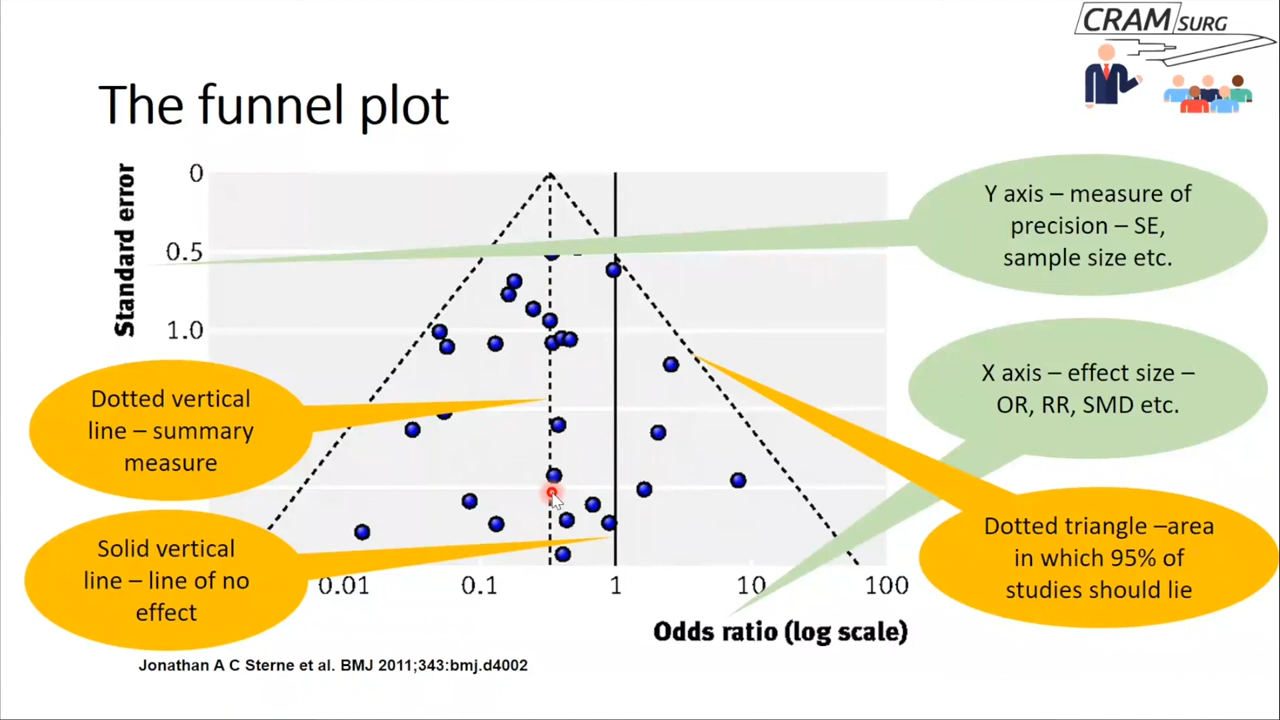 CRAM SURG
The funnel plot
Standard error
0
0.5
1.0
Y axis – measure of
precision – SE,
sample size etc.
X axis – effect size –
OR, RR, SMD etc.
Dotted vertical
line – summary
measure
Solid vertical
line – line of no
effect
Dotted triangle –area
in which 95% of
studies should lie
0.01 0.1 1 10 100
Odds ratio (log scale)
Jonathan A C Sterne et al. BMJ 2011;343:bmj.d4002